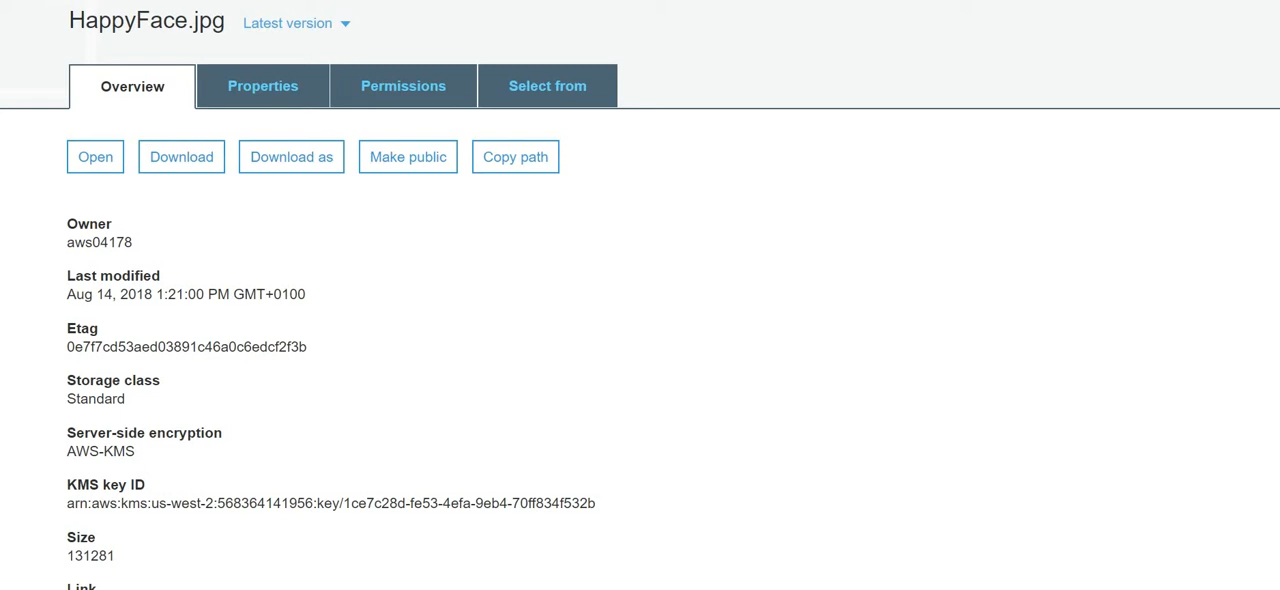 HappyFace.jpg Latest version
Overview Properties Permissions Select from
Open Download Download as Make public Copy path
Owner
aws04178
Last modified
Aug 14, 2018 1:21:00 PM GMT+0100
Etag
0e7f7cd53aed03891c46a0c6edcf2f3b
Storage class
Standard
Server-side encryption
AWS-KMS
KMS key ID
arn:aws:kms:us-west-2:568364141956:key/1ce7c28d-fe53-4efa-9eb4-70ff834f532b
Size
131281
Link